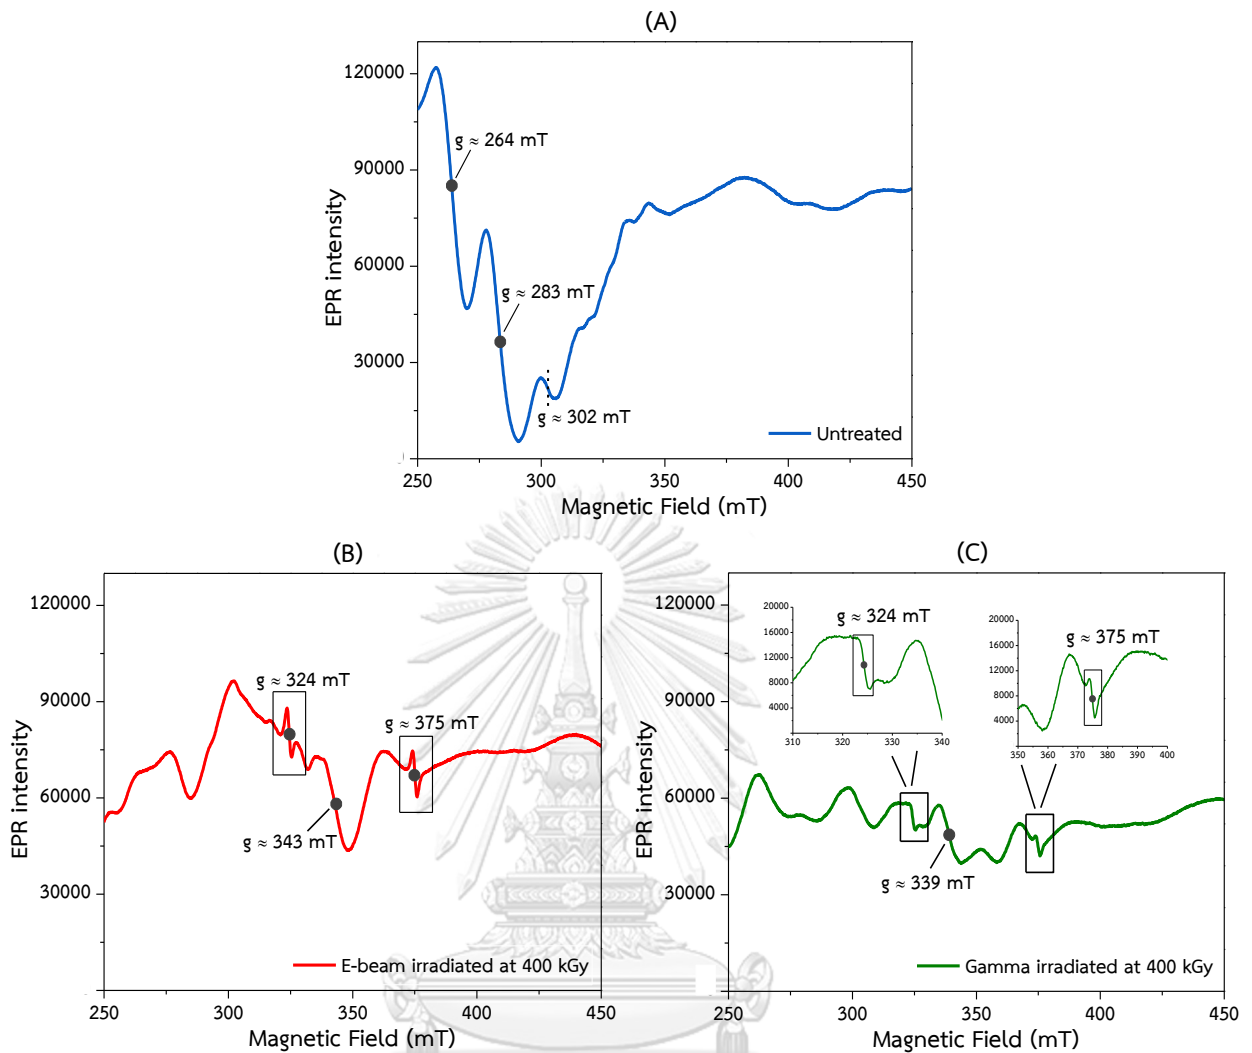 (A)
120000
90000
60000
30000
EPR intensity
g ≈ 264 mT
g ≈ 283 mT
g ≈ 302 mT
Untreated
250 300 350 400 450
Magnetic Field (mT)
(B)
120000
90000
60000
30000
EPR intensity
g ≈ 324 mT
g ≈ 375 mT
g ≈ 343 mT
E-beam irradiated at 400 kGy
250 300 350 400 450
Magnetic Field (mT)
(C)
120000
90000
60000
30000
EPR intensity
g ≈ 324 mT
20000
16000
12000
8000
4000
310 320 330 340
g ≈ 375 mT
20000
16000
12000
8000
4000
350 360 370 380 390 400
g ≈ 339 mT
Gamma irradiated at 400 kGy
250 300 350 400 450
Magnetic Field (mT)